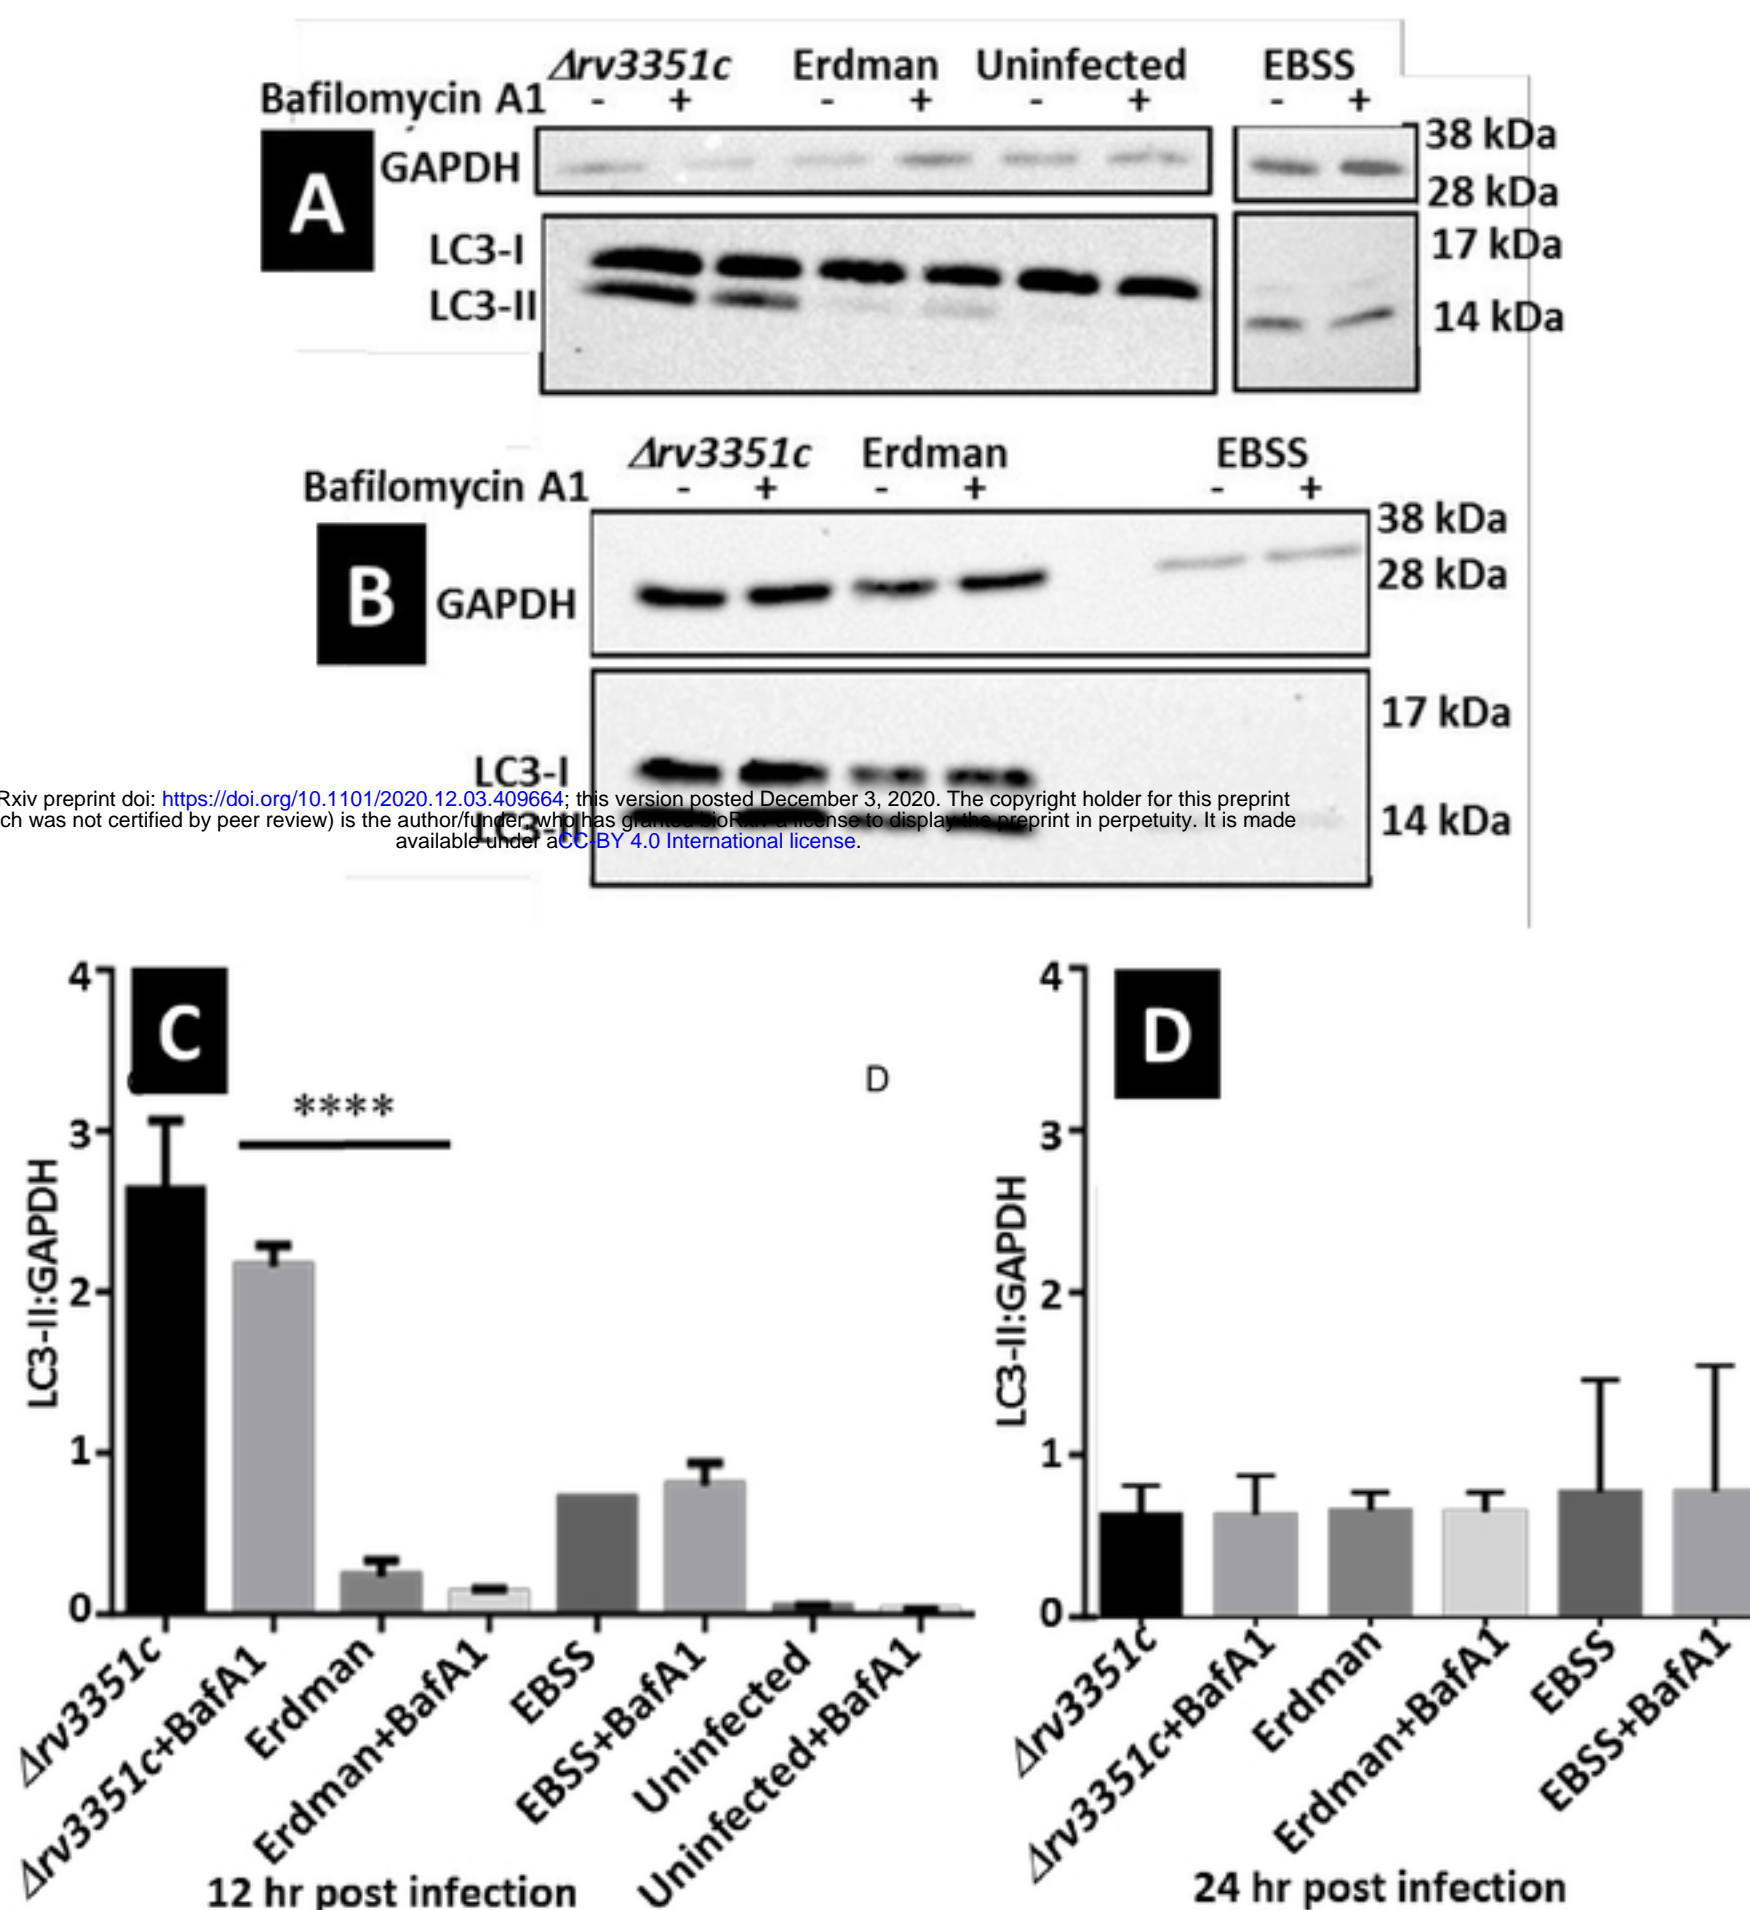 Δrv3351c Erdman Uninfected EBSS
Bafilomycin A1 - + - + - + - +
A
GAPDH
38 kDa
28 kDa
LC3-I
17 kDa
LC3-II
14 kDa
Δrv3351c Erdman EBSS
Bafilomycin A1 - + - + - +
B
GAPDH
38 kDa
28 kDa
17 kDa
LC3-I
Rxiv preprint doi: https://doi.org/10.1101/2020.12.03.409664; this version posted December 3, 2020. The copyright holder for this preprint
ch was not certified by peer review) is the author/funder, who has granted bioRxiv a license to display the preprint in perpetuity. It is made
available under aCC-BY 4.0 International license.
LC3-II
14 kDa
C
4
3
2
1
0
LC3-II:GAPDH
****
D
Δrv3351c
Δrv3351c+BafA1
Erdman
Erdman+BafA1
EBSS
EBSS+BafA1
Uninfected
Uninfected+BafA1
12 hr post infection
D
4
3
2
1
0
LC3-II:GAPDH
Δrv3351c
Δrv3351c+BafA1
Erdman
Erdman+BafA1
EBSS
EBSS+BafA1
24 hr post infection